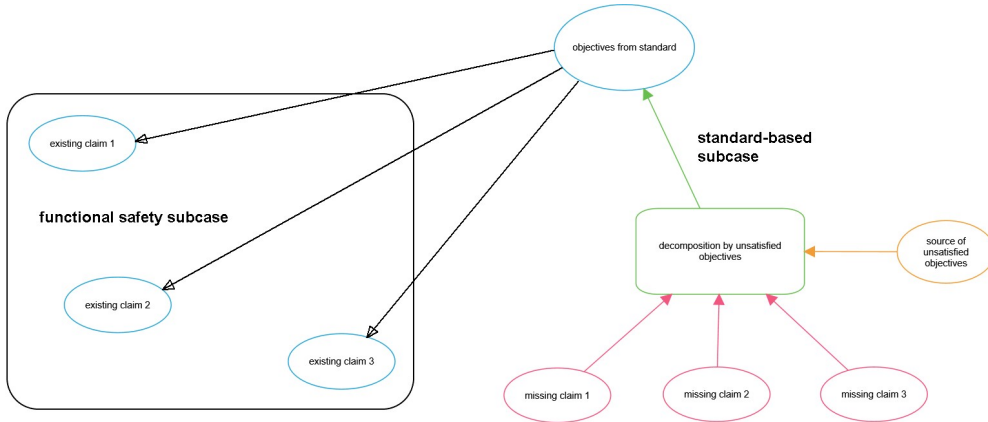 objectives from standard
existing claim 1
standard-based
subcase
functional safety subcase
decomposition by unsatisfied
objectives
source of
unsatisfied
objectives
existing claim 2
existing claim 3
missing claim 1
missing claim 2
missing claim 3